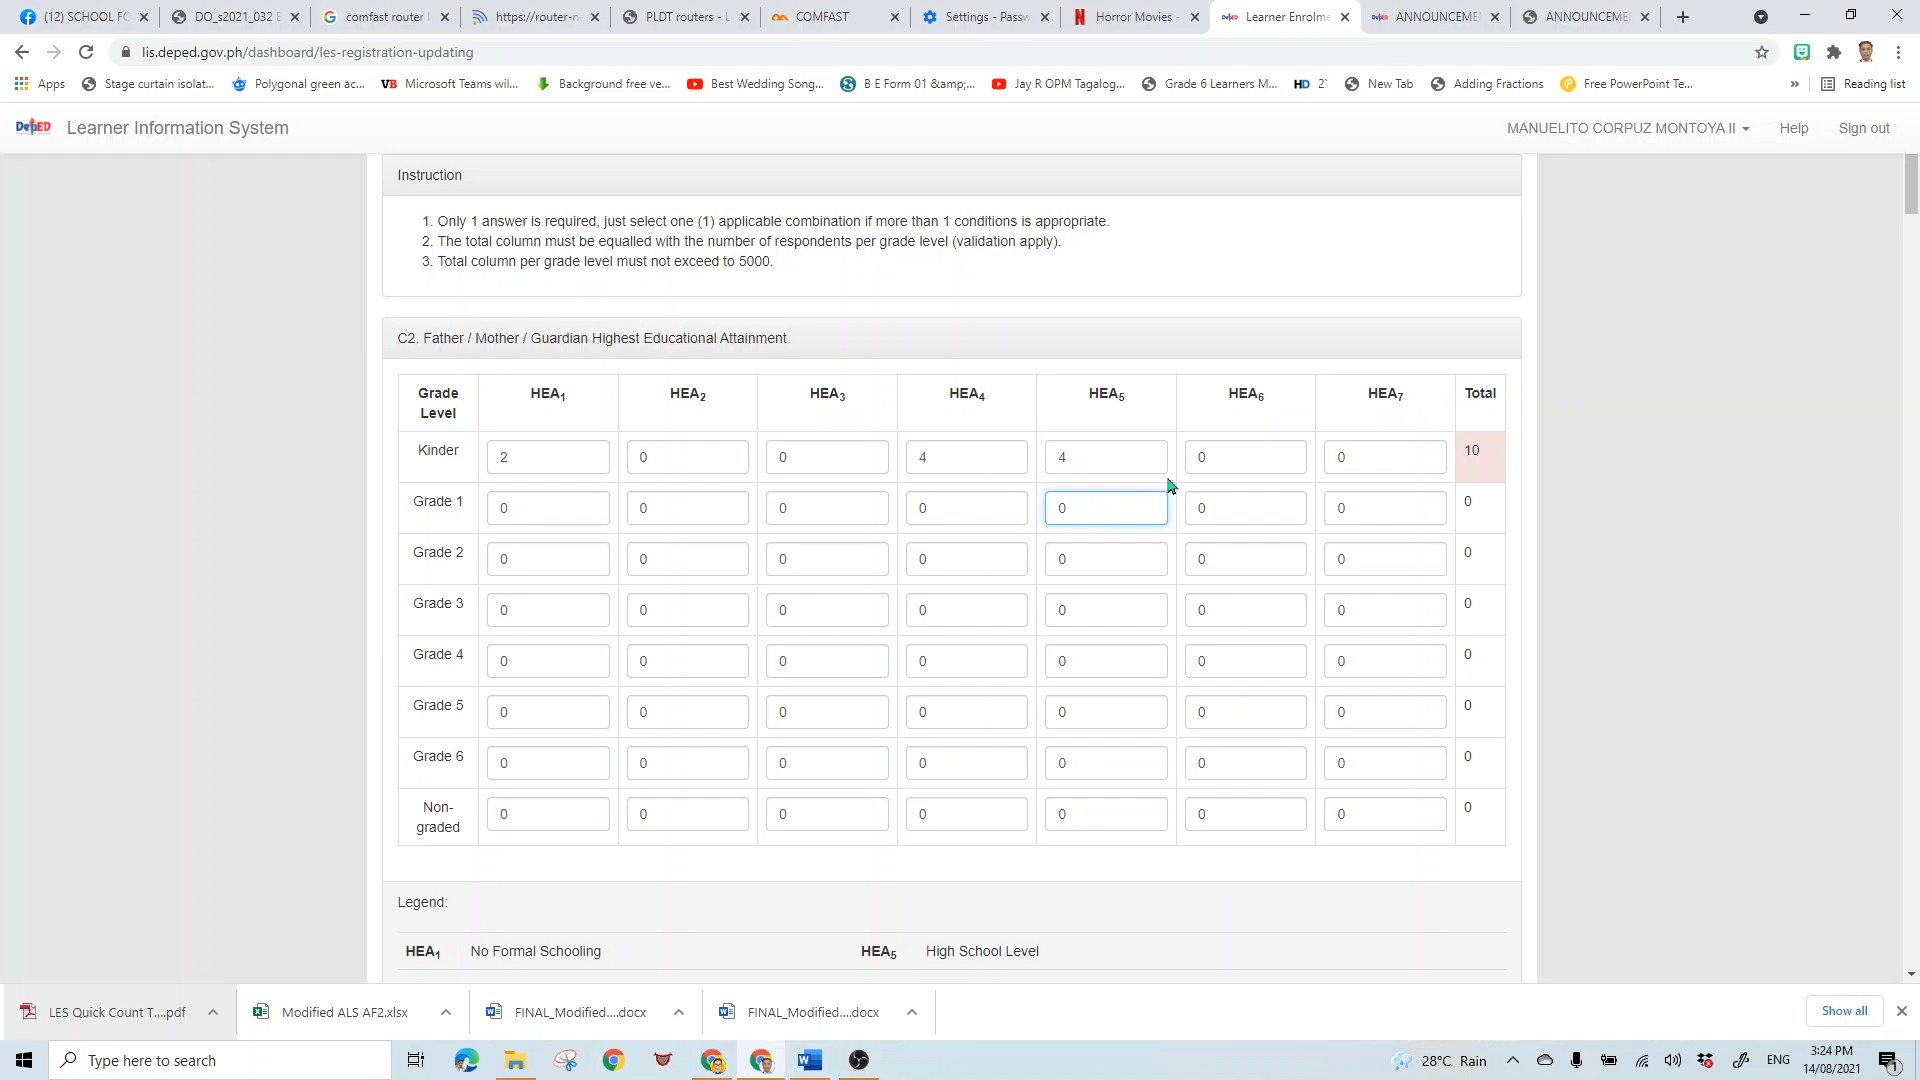 (12) SCHOOL FC
DO_s2021_032 E
comfast router l
https://router-n
PLDT routers - L
COMFAST
Settings - Passw
Horror Movies -
Learner Enrolme
ANNOUNCEME
ANNOUNCEME
lis.deped.gov.ph/dashboard/les-registration-updating
Apps
Stage curtain isolat...
Polygonal green ac...
VB Microsoft Teams wil...
Background free ve...
Best Wedding Song...
B E Form 01 &amp;...
Jay R OPM Tagalog...
Grade 6 Learners M...
HD 2`
New Tab
Adding Fractions
Free PowerPoint Te...
»
Reading list
DepED Learner Information System
MANUELITO CORPUZ MONTOYA II
Help
Sign out
Instruction
1. Only 1 answer is required, just select one (1) applicable combination if more than 1 conditions is appropriate.
2. The total column must be equalled with the number of respondents per grade level (validation apply).
3. Total column per grade level must not exceed to 5000.
C2. Father / Mother / Guardian Highest Educational Attainment
Grade Level HEA1 HEA2 HEA3 HEA4 HEA5 HEA6 HEA7 Total
Kinder 2 0 0 4 4 0 0 10
Grade 1 0 0 0 0 0 0 0 0
Grade 2 0 0 0 0 0 0 0 0
Grade 3 0 0 0 0 0 0 0 0
Grade 4 0 0 0 0 0 0 0 0
Grade 5 0 0 0 0 0 0 0 0
Grade 6 0 0 0 0 0 0 0 0
Non-graded 0 0 0 0 0 0 0 0
Legend:
HEA1 No Formal Schooling HEA5 High School Level
LES Quick Count T....pdf
Modified ALS AF2.xlsx
FINAL_Modified....docx
FINAL_Modified....docx
Show all
Type here to search
28°C Rain
ENG
3:24 PM
14/08/2021
1